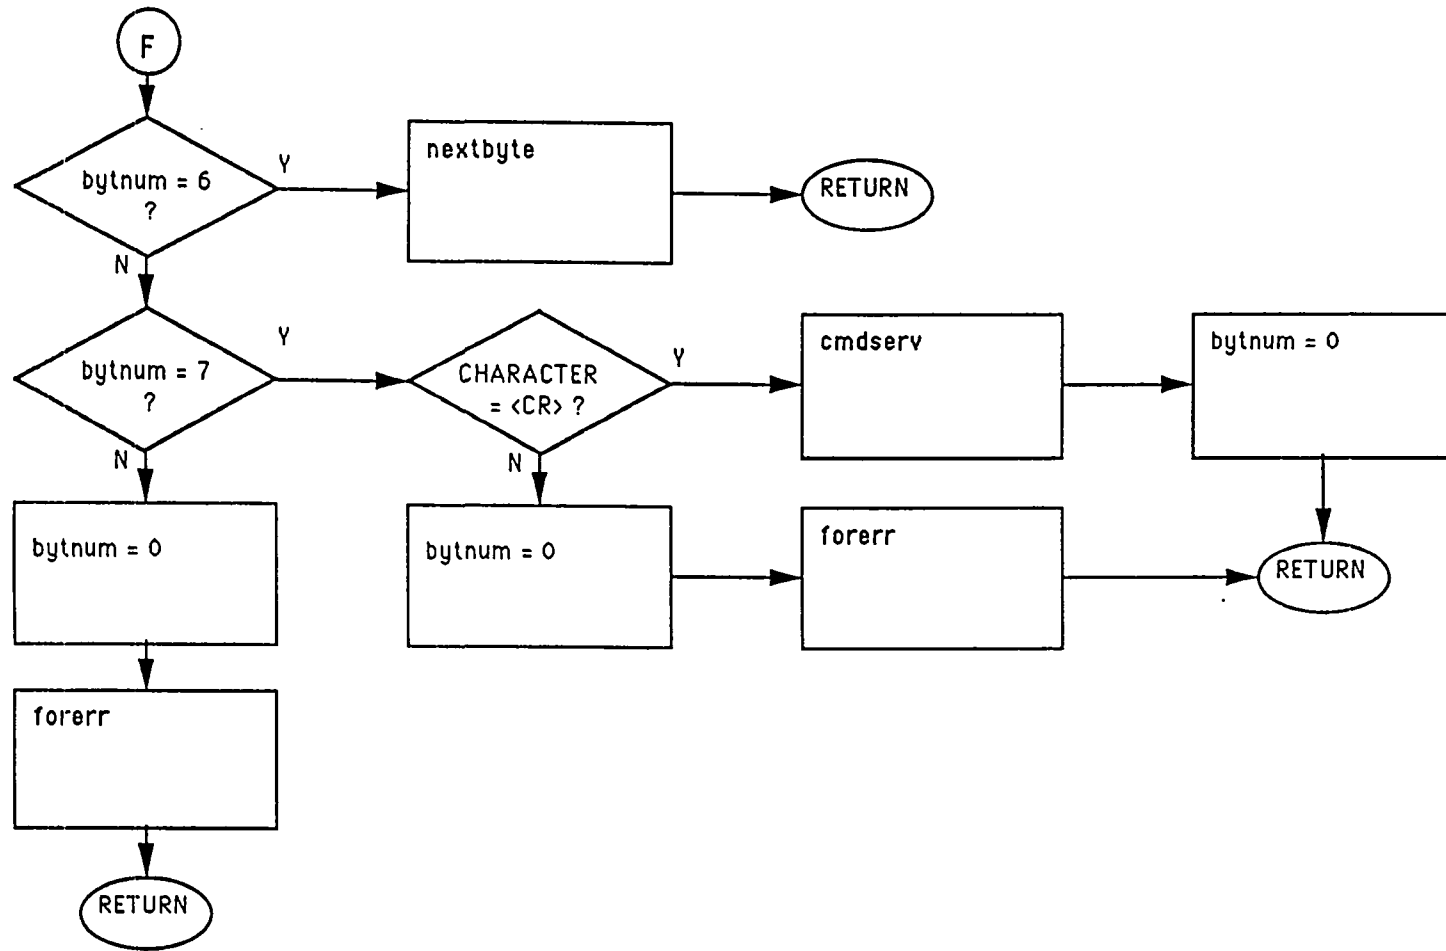 F
bytnum = 6
?
Y
nextbyte
RETURN
N
bytnum = 7
?
Y
CHARACTER
= <CR> ?
Y
cmdserv
bytnum = 0
N
N
bytnum = 0
bytnum = 0
forerr
RETURN
forerr
RETURN